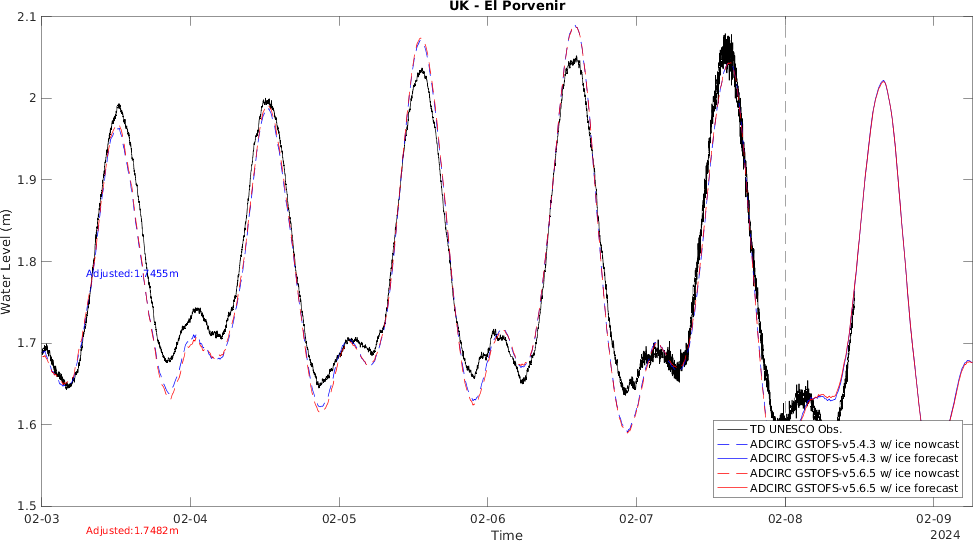 UK - El Porvenir
2.1
2
1.9
1.8
1.7
1.6
1.5
Water Level (m)
Adjusted:1.7455m
Adjusted:1.7482m
TD UNESCO Obs.
ADCIRC GSTOFS-v5.4.3 w/ ice nowcast
ADCIRC GSTOFS-v5.4.3 w/ ice forecast
ADCIRC GSTOFS-v5.6.5 w/ ice nowcast
ADCIRC GSTOFS-v5.6.5 w/ ice forecast
02-03 02-04 02-05 02-06 02-07 02-08 02-09
Time
2024